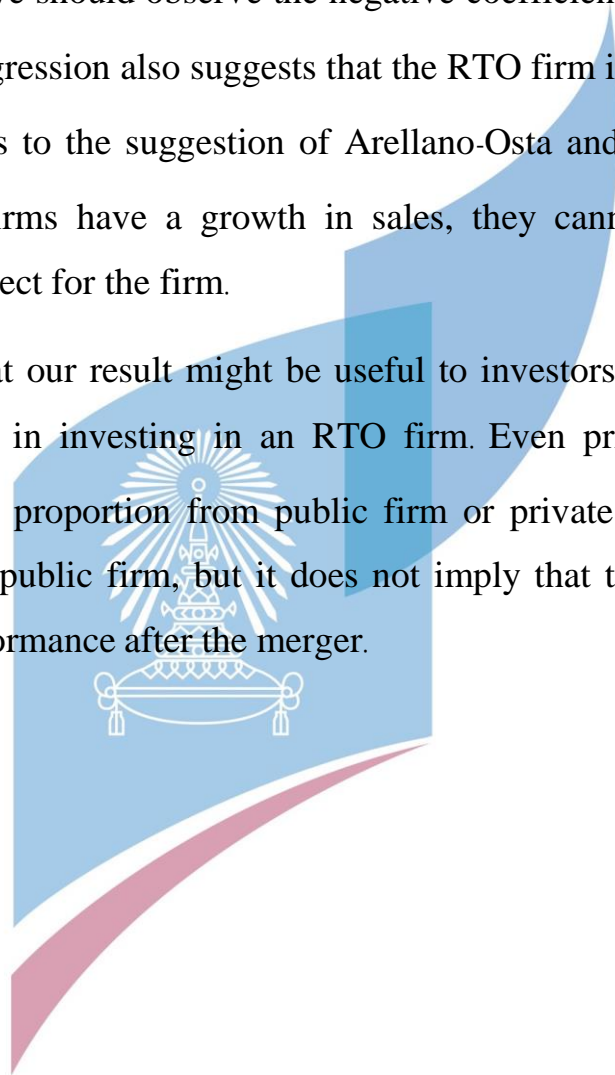 we should observe the negative coefficien
gression also suggests that the RTO firm i
s to the suggestion of Arellano-Osta and
irms have a growth in sales, they cann
ect for the firm.
at our result might be useful to investors
in investing in an RTO firm. Even pr
proportion from public firm or private
public firm, but it does not imply that t
ormance after the merger.